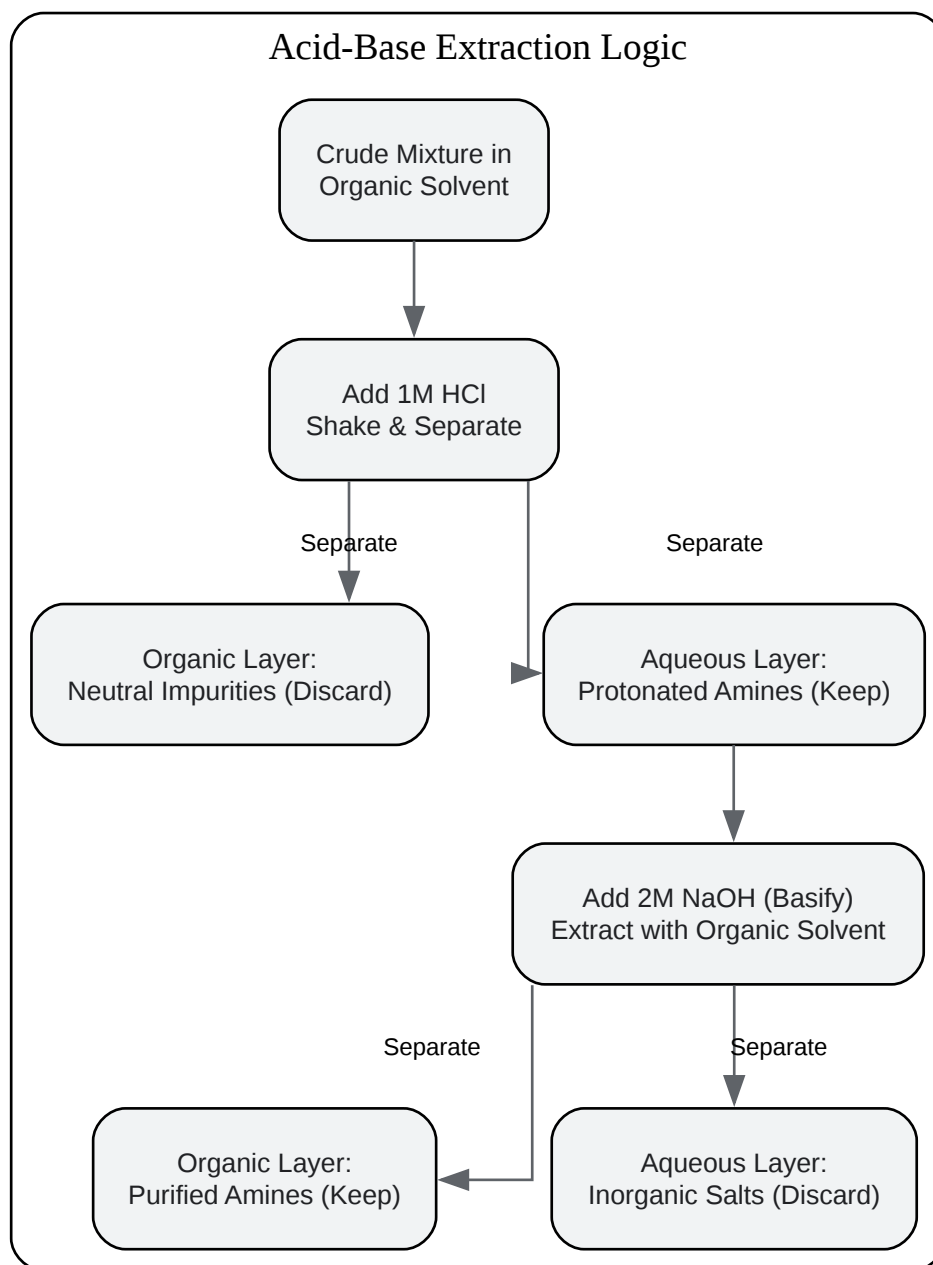 Acid-Base Extraction Logic
Crude Mixture in
Organic Solvent
Add 1M HCl
Shake & Separate
Separate
Separate
Organic Layer:
Neutral Impurities (Discard)
Aqueous Layer:
Protonated Amines (Keep)
Add 2M NaOH (Basify)
Extract with Organic Solvent
Separate
Separate
Organic Layer:
Purified Amines (Keep)
Aqueous Layer:
Inorganic Salts (Discard)